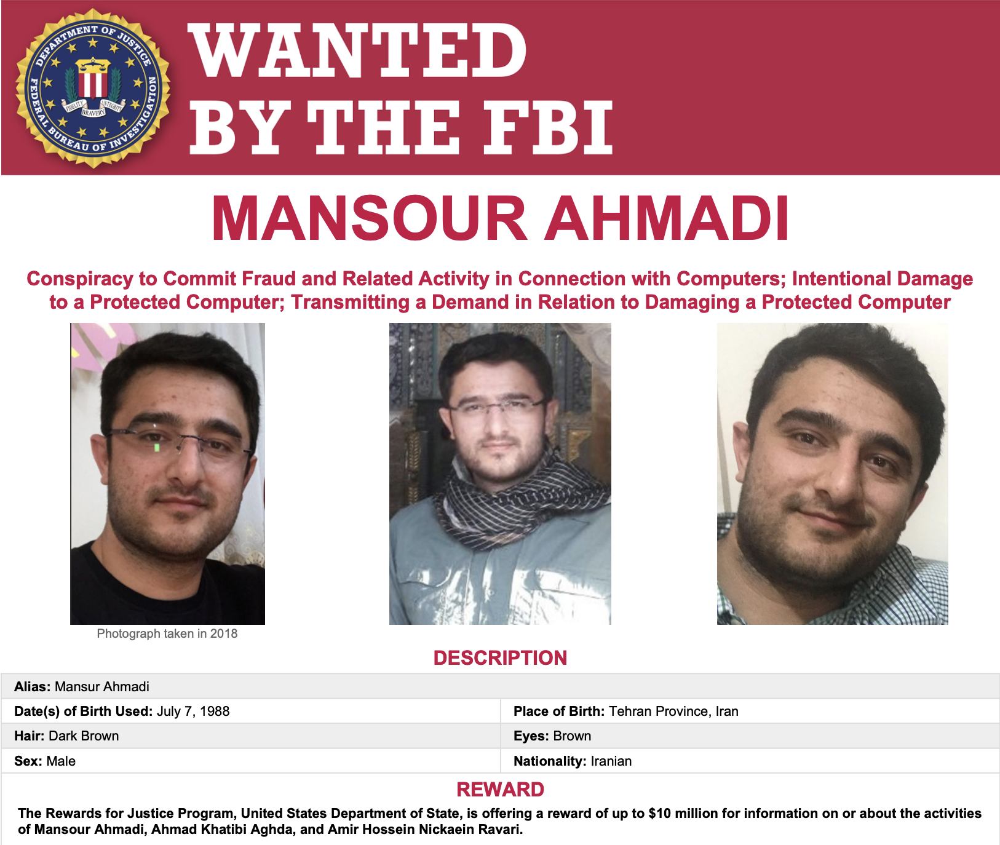 DEPARTMENT OF JUSTICE
FEDERAL BUREAU OF INVESTIGATION
FIDELITY
BRAVERY
INTEGRITY
WANTED
BY THE FBI
MANSOUR AHMADI
Conspiracy to Commit Fraud and Related Activity in Connection with Computers; Intentional Damage
to a Protected Computer; Transmitting a Demand in Relation to Damaging a Protected Computer
Photograph taken in 2018
DESCRIPTION
Alias: Mansur Ahmadi
Date(s) of Birth Used: July 7, 1988
Place of Birth: Tehran Province, Iran
Hair: Dark Brown
Eyes: Brown
Sex: Male
Nationality: Iranian
REWARD
The Rewards for Justice Program, United States Department of State, is offering a reward of up to $10 million for information on or about the activities
of Mansour Ahmadi, Ahmad Khatibi Aghda, and Amir Hossein Nickaein Ravari.